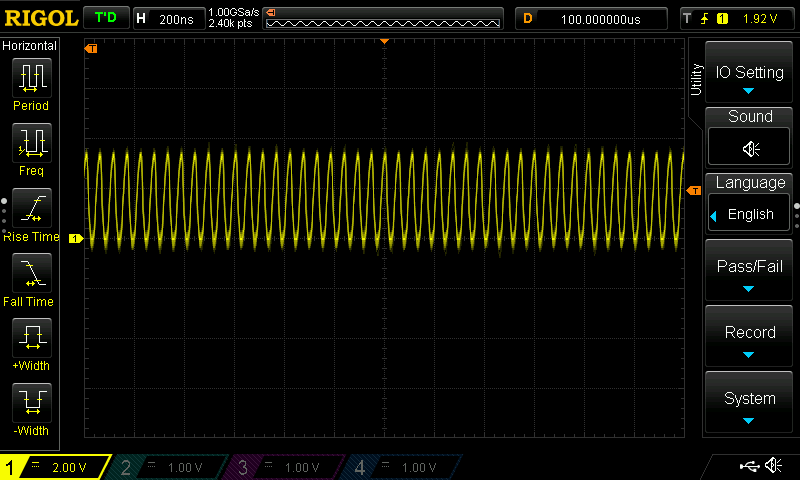 RIGOL T'D H 200ns 1.00GSa/s D 100.000000us T 1 1.92 V
2.40k pts
Horizontal
Period
Freq
Rise Time
Fall Time
+Width
-Width
T
T
1
Utility
IO Setting
Sound
Language
English
Pass/Fail
Record
System
1 2.00 V 2 1.00 V 3 1.00 V 4 1.00 V